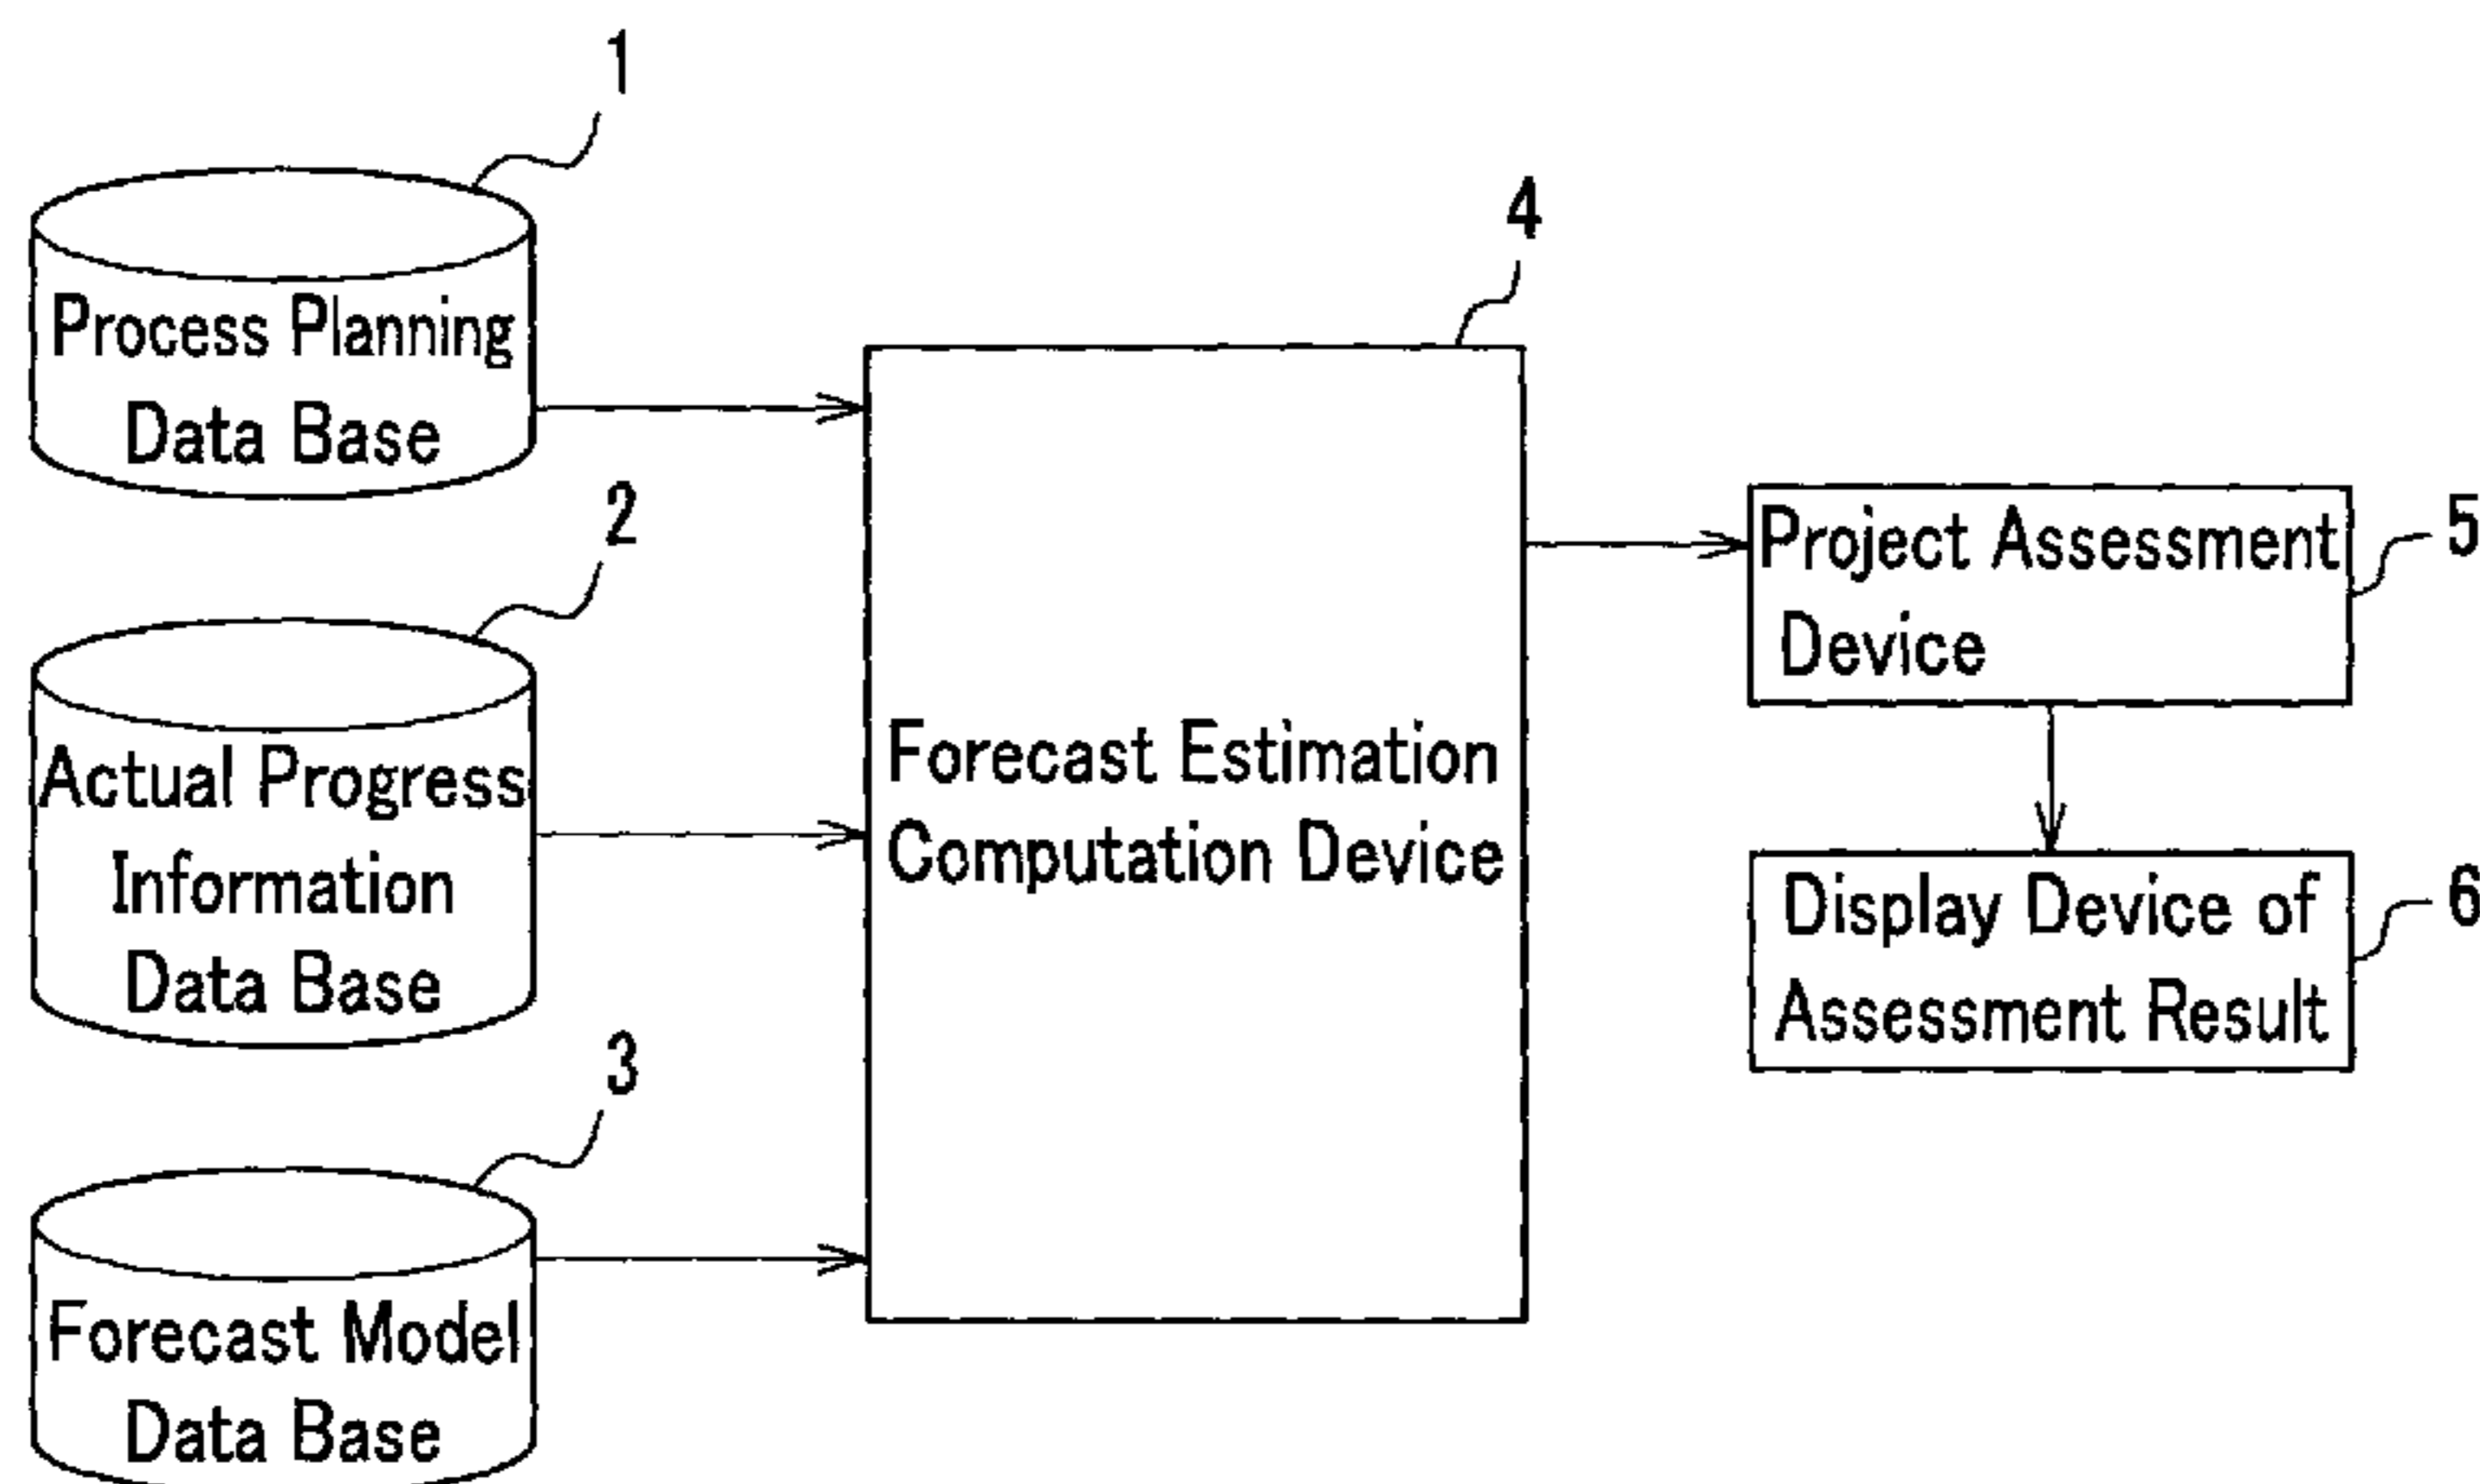 1
Process Planning
Data Base
2
Actual Progress
Information
Data Base
3
Forecast Model
Data Base
4
Forecast Estimation
Computation Device
Project Assessment
Device
5
Display Device of
Assessment Result
6